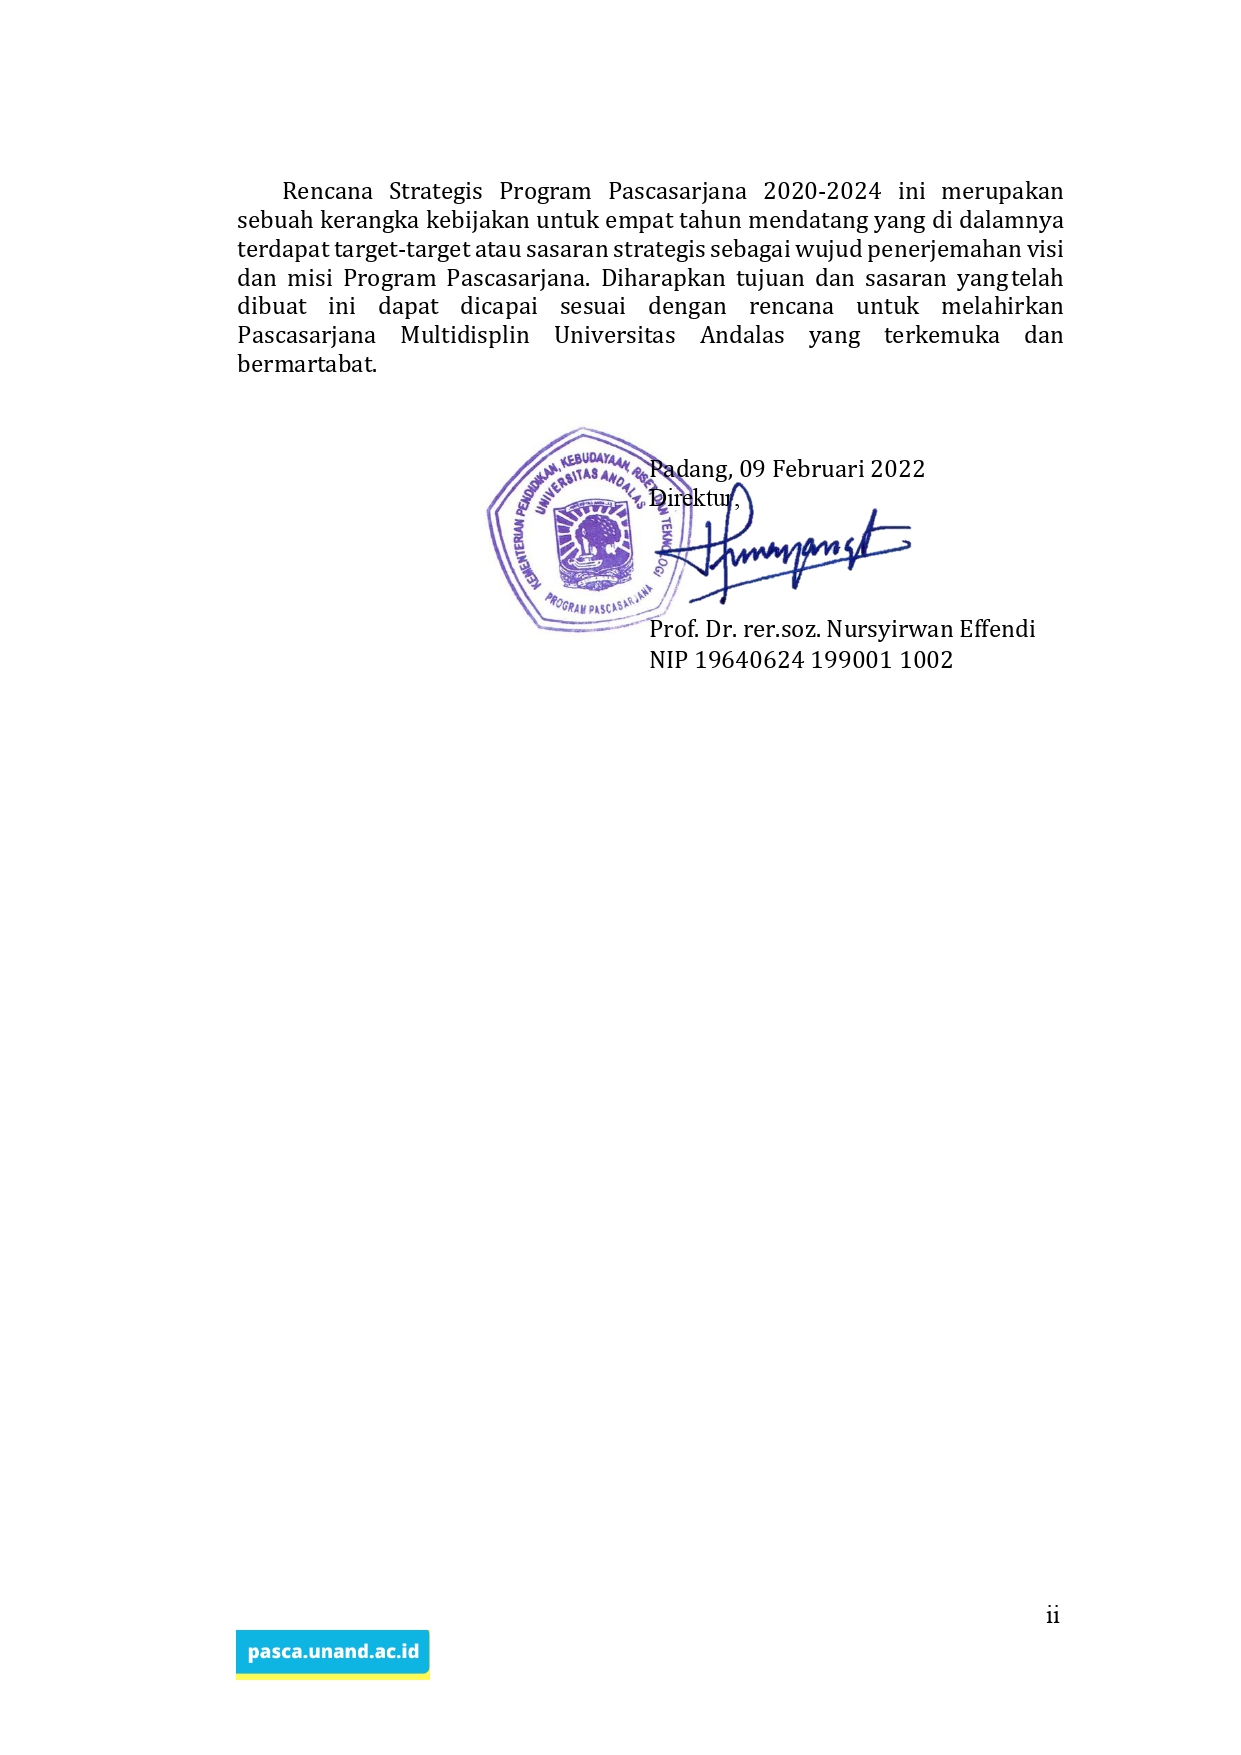 Rencana Strategis Program Pascasarjana 2020-2024 ini merupakan
sebuah kerangka kebijakan untuk empat tahun mendatang yang di dalamnya
terdapat target-target atau sasaran strategis sebagai wujud penerjemahan visi
dan misi Program Pascasarjana. Diharapkan tujuan dan sasaran yang telah
dibuat ini dapat dicapai sesuai dengan rencana untuk melahirkan
Pascasarjana Multidisplin Universitas Andalas yang terkemuka dan
bermartabat.
KEMENTERIAN PENDIDIKAN, KEBUDAYAAN, RISET, DAN TEKNOLOGI
UNIVERSITAS ANDALAS
PROGRAM PASCASARJANA
Padang, 09 Februari 2022
Direktur,
Prof. Dr. rer.soz. Nursyirwan Effendi
NIP 19640624 199001 1002
ii
pasca.unand.ac.id